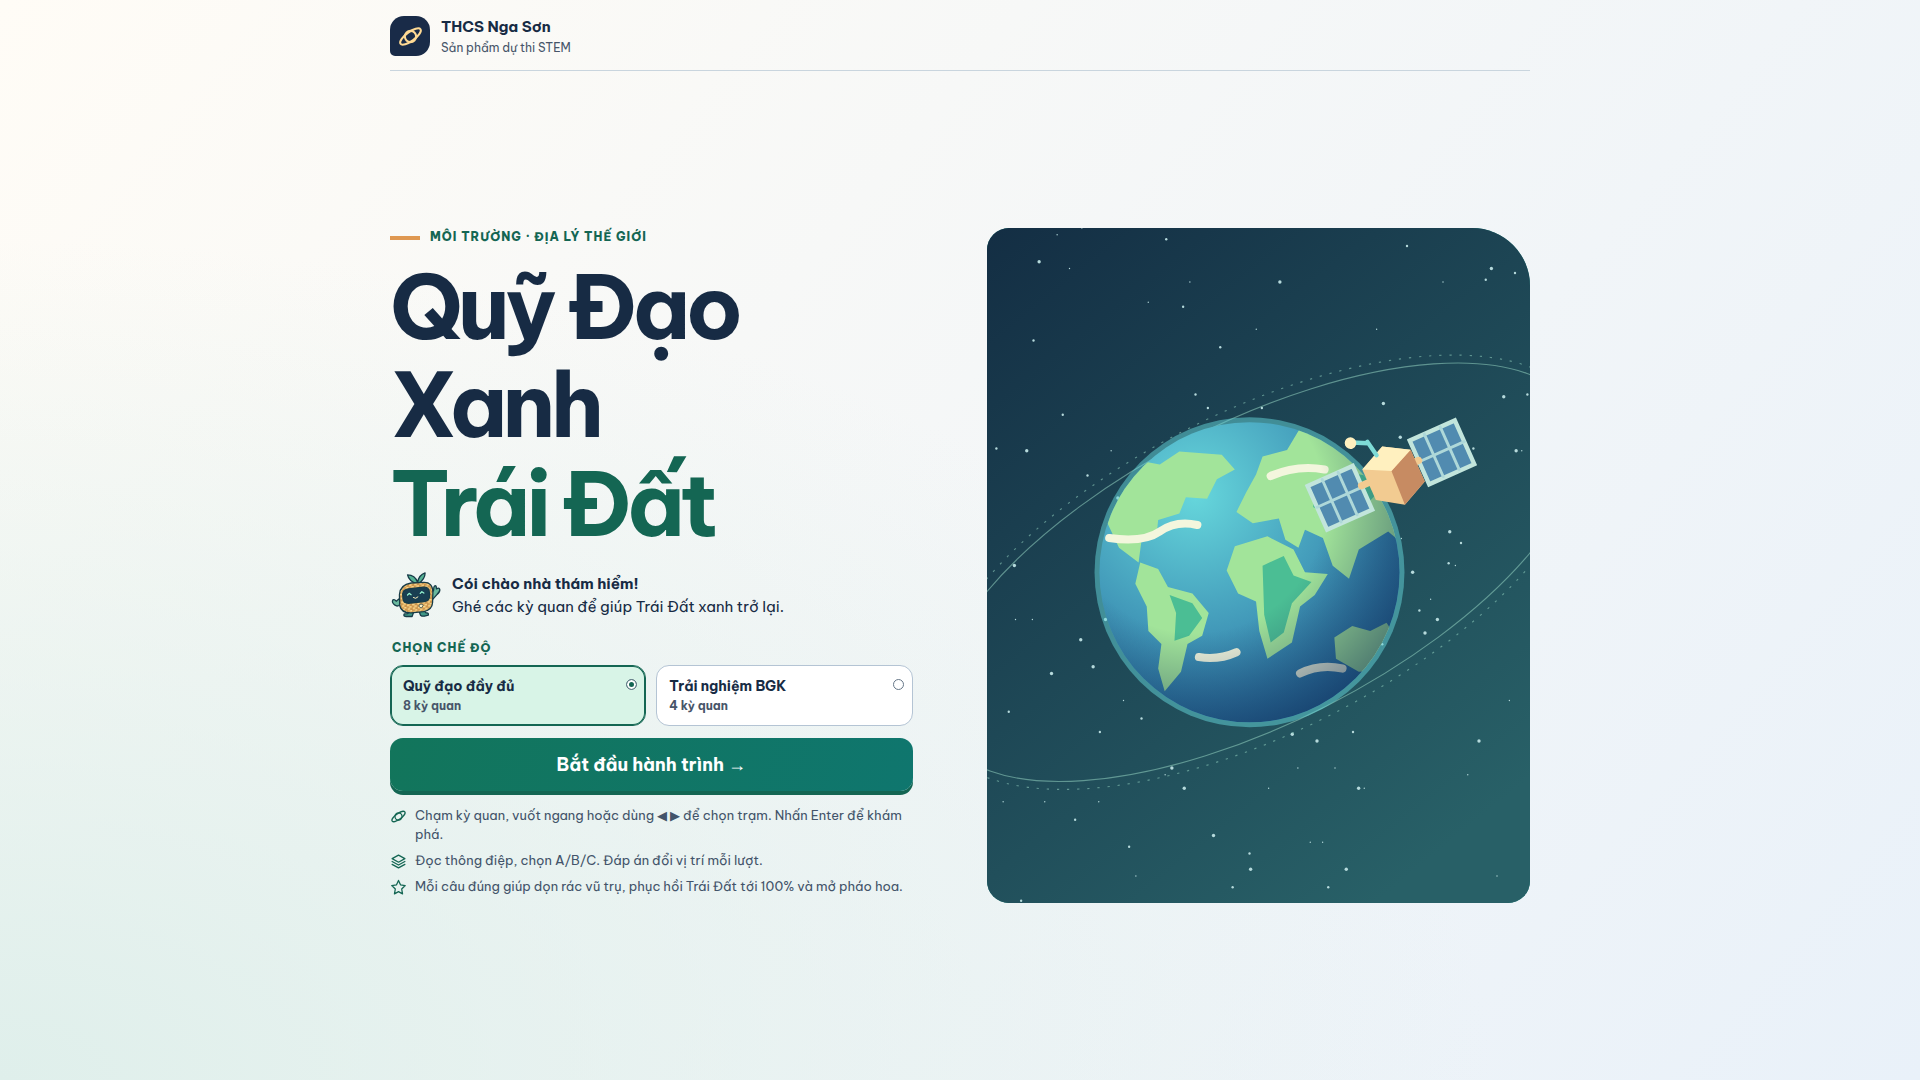 THCS Nga Sơn
Sản phẩm dự thi STEM
MÔI TRƯỜNG · ĐỊA LÝ THẾ GIỚI
Quỹ Đạo
Xanh
Trái Đất
Cói chào nhà thám hiểm!
Ghé các kỳ quan để giúp Trái Đất xanh trở lại.
CHỌN CHẾ ĐỘ
Quỹ đạo đầy đủ
8 kỳ quan
Trải nghiệm BGK
4 kỳ quan
Bắt đầu hành trình →
Chạm kỳ quan, vuốt ngang hoặc dùng ◀ ▶ để chọn trạm. Nhấn Enter để khám
phá.
Đọc thông điệp, chọn A/B/C. Đáp án đổi vị trí mỗi lượt.
Mỗi câu đúng giúp dọn rác vũ trụ, phục hồi Trái Đất tới 100% và mở pháo hoa.